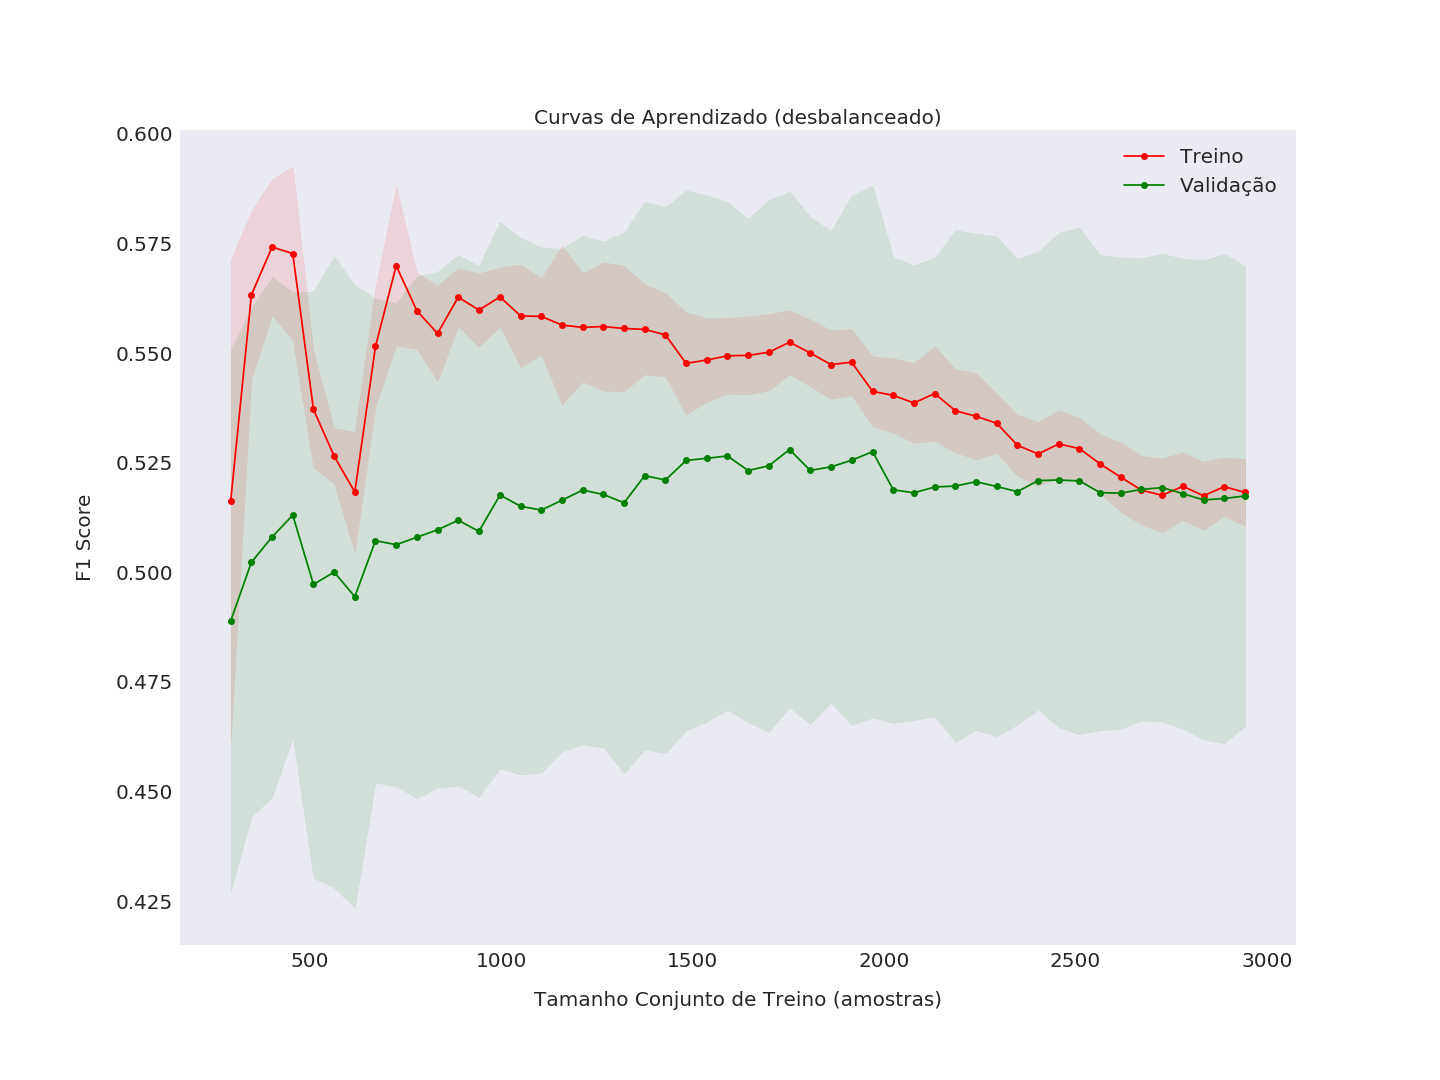 Curvas de Aprendizado (desbalanceado)
Treino
Validação
0.600
0.575
0.550
0.525
0.500
0.475
0.450
0.425
F1 Score
500 1000 1500 2000 2500 3000
Tamanho Conjunto de Treino (amostras)